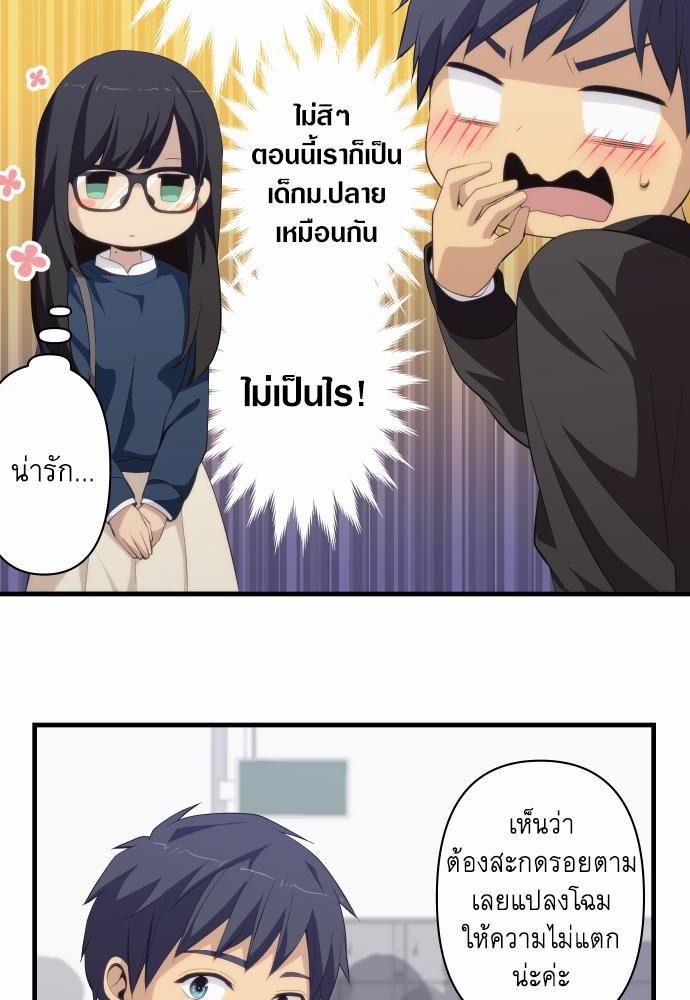 ไม่สิๆ
ตอนนี้เราก็เป็น
เด็กม.ปลาย
เหมือนกัน
ไม่เป็นไร!
น่ารัก...
เห็นว่า
ต้องสะกดรอยตาม
เลยแปลงโฉม
ให้ความไม่แตก
น่ะค่ะ